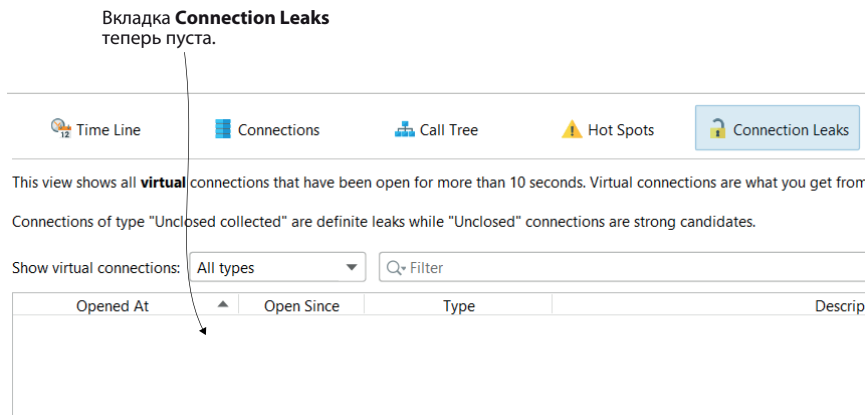 Вкладка Connection Leaks
теперь пуста.
Time Line Connections Call Tree Hot Spots Connection Leaks
This view shows all virtual connections that have been open for more than 10 seconds. Virtual connections are what you get from
Connections of type "Unclosed collected" are definite leaks while "Unclosed" connections are strong candidates.
Show virtual connections: All types Filter
Opened At Open Since Type Descrip